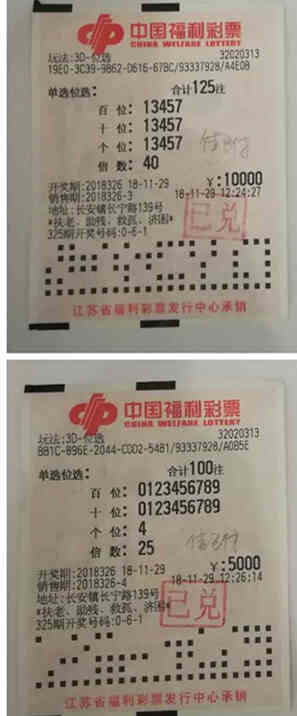 中国福利彩票
CHINA WELFARE LOTTERY
玩法:3D-位选 32020313
19E0-3C39-9862-D616-67BC/93337928/A4E08
单选位选: 合计125注
百 位: 13457
十 位: 13457
个 位: 13457
倍 数: 40
开奖期:2018326 18-11-29 ¥:10000
销售期:2018326-3 18-11-29 12:24:27
地址:长安镇长宁路139号
*扶老、助残、救孤、济困*
已兑
325期开奖号码:0-6-1
江苏省福利彩票发行中心承销
中国福利彩票
CHINA WELFARE LOTTERY
玩法:3D-位选 32020313
BB1C-896E-2044-CDD2-5481/93337928/A0B5E
单选位选: 合计100注
百 位: 0123456789
十 位: 0123456789
个 位: 4
倍 数: 25
开奖期:2018326 18-11-29 ¥:5000
销售期:2018326-4 18-11-29 12:26:14
地址:长安镇长宁路139号
*扶老、助残、救孤、济困*
已兑
325期开奖号码:0-6-1
江苏省福利彩票发行中心承销